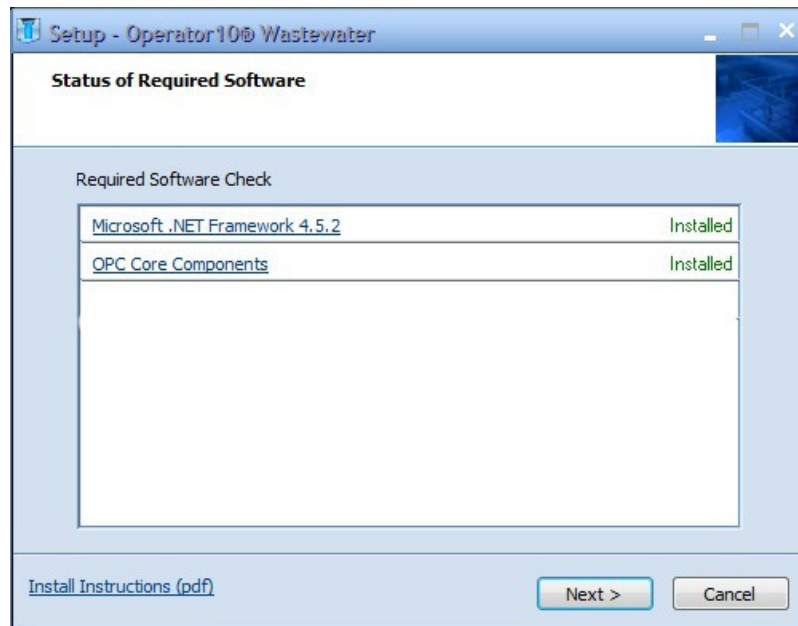 Setup - Operator10® Wastewater
Status of Required Software
Required Software Check
Microsoft .NET Framework 4.5.2 Installed
OPC Core Components Installed
Install Instructions (pdf) Next > Cancel